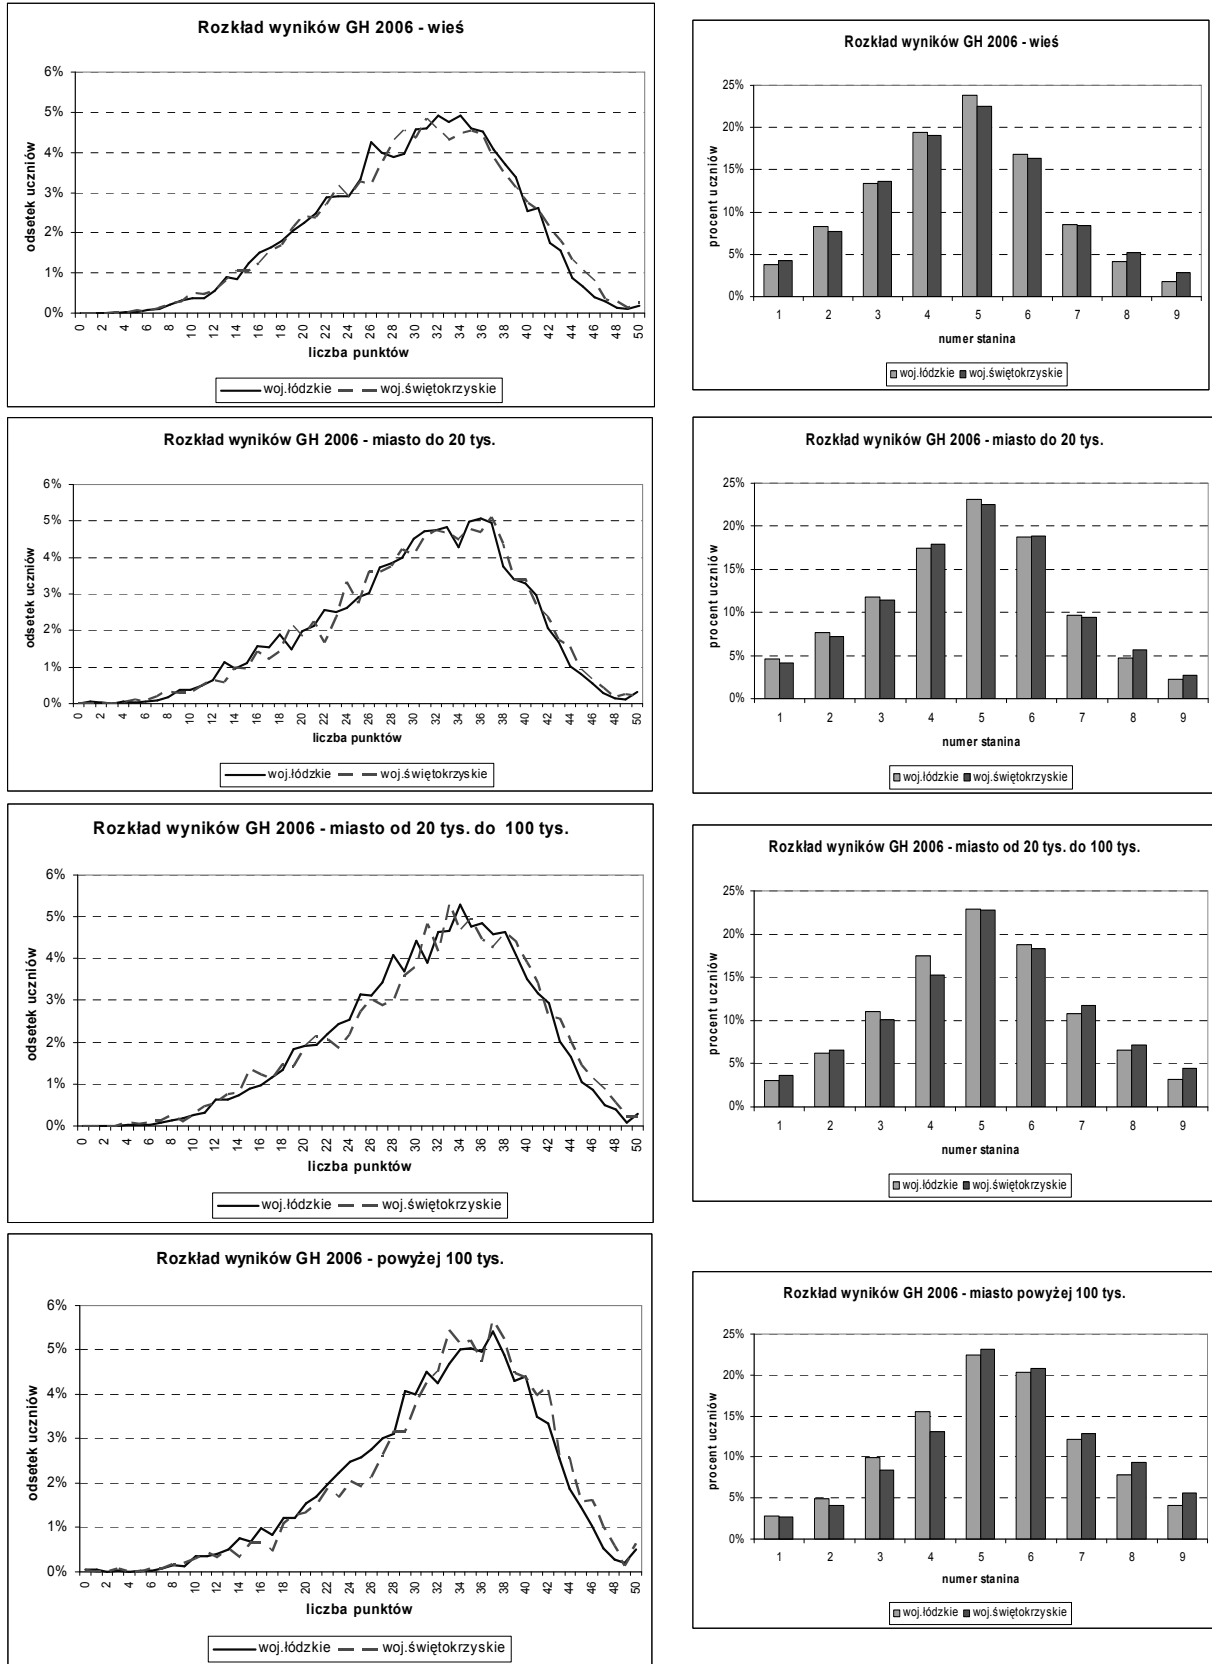 Rozkład wyników GH 2006 - wieś
6%
5%
4%
3%
2%
1%
0%
odsetek uczniów
0 2 4 6 8 10 12 14 16 18 20 22 24 26 28 30 32 34 36 38 40 42 44 46 48 50
liczba punktów
woj.łódzkie woj.świętokrzyskie
Rozkład wyników GH 2006 - wieś
25%
20%
15%
10%
5%
0%
procent uczniów
1 2 3 4 5 6 7 8 9
numer stanina
woj.łódzkie woj.świętokrzyskie
Rozkład wyników GH 2006 - miasto do 20 tys.
6%
5%
4%
3%
2%
1%
0%
odsetek uczniów
0 2 4 6 8 10 12 14 16 18 20 22 24 26 28 30 32 34 36 38 40 42 44 46 48 50
liczba punktów
woj.łódzkie woj.świętokrzyskie
Rozkład wyników GH 2006 - miasto do 20 tys.
25%
20%
15%
10%
5%
0%
procent uczniów
1 2 3 4 5 6 7 8 9
numer stanina
woj.łódzkie woj.świętokrzyskie
Rozkład wyników GH 2006 - miasto od 20 tys. do 100 tys.
6%
5%
4%
3%
2%
1%
0%
odsetek uczniów
0 2 4 6 8 10 12 14 16 18 20 22 24 26 28 30 32 34 36 38 40 42 44 46 48 50
liczba punktów
woj.łódzkie woj.świętokrzyskie
Rozkład wyników GH 2006 - miasto od 20 tys. do 100 tys.
25%
20%
15%
10%
5%
0%
procent uczniów
1 2 3 4 5 6 7 8 9
numer stanina
woj.łódzkie woj.świętokrzyskie
Rozkład wyników GH 2006 - powyżej 100 tys.
6%
5%
4%
3%
2%
1%
0%
odsetek uczniów
0 2 4 6 8 10 12 14 16 18 20 22 24 26 28 30 32 34 36 38 40 42 44 46 48 50
liczba punktów
woj.łódzkie woj.świętokrzyskie
Rozkład wyników GH 2006 - miasto powyżej 100 tys.
25%
20%
15%
10%
5%
0%
procent uczniów
1 2 3 4 5 6 7 8 9
numer stanina
woj.łódzkie woj.świętokrzyskie